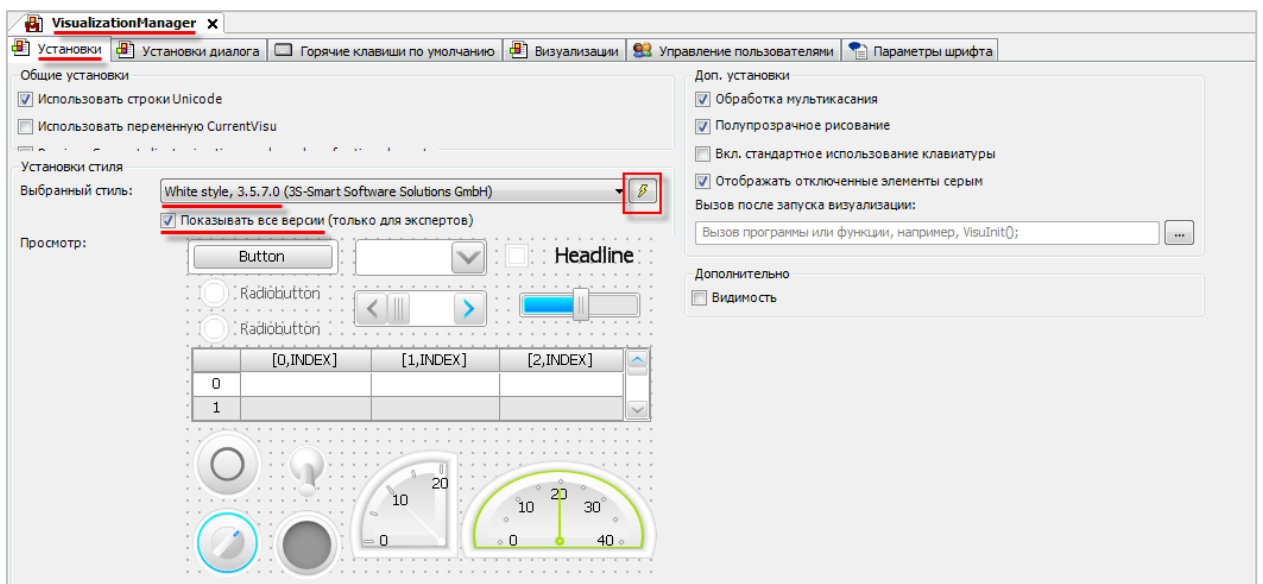 VisualizationManager x
Установки Установки диалога Горячие клавиши по умолчанию Визуализации Управление пользователями Параметры шрифта
Общие установки
Использовать строки Unicode
Использовать переменную CurrentVisu
Установки стиля
Выбранный стиль: White style, 3.5.7.0 (3S-Smart Software Solutions GmbH)
Показывать все версии (только для экспертов)
Просмотр:
Button
Headline
Radiobutton
Radiobutton
[0,INDEX] [1,INDEX] [2,INDEX]
0
1
0 10 20
0 10 20 30 40
Доп. установки
Обработка мультикасания
Полупрозрачное рисование
Вкл. стандартное использование клавиатуры
Отображать отключенные элементы серым
Вызов после запуска визуализации:
Вызов программы или функции, например, VisuInit(); ...
Дополнительно
Видимость